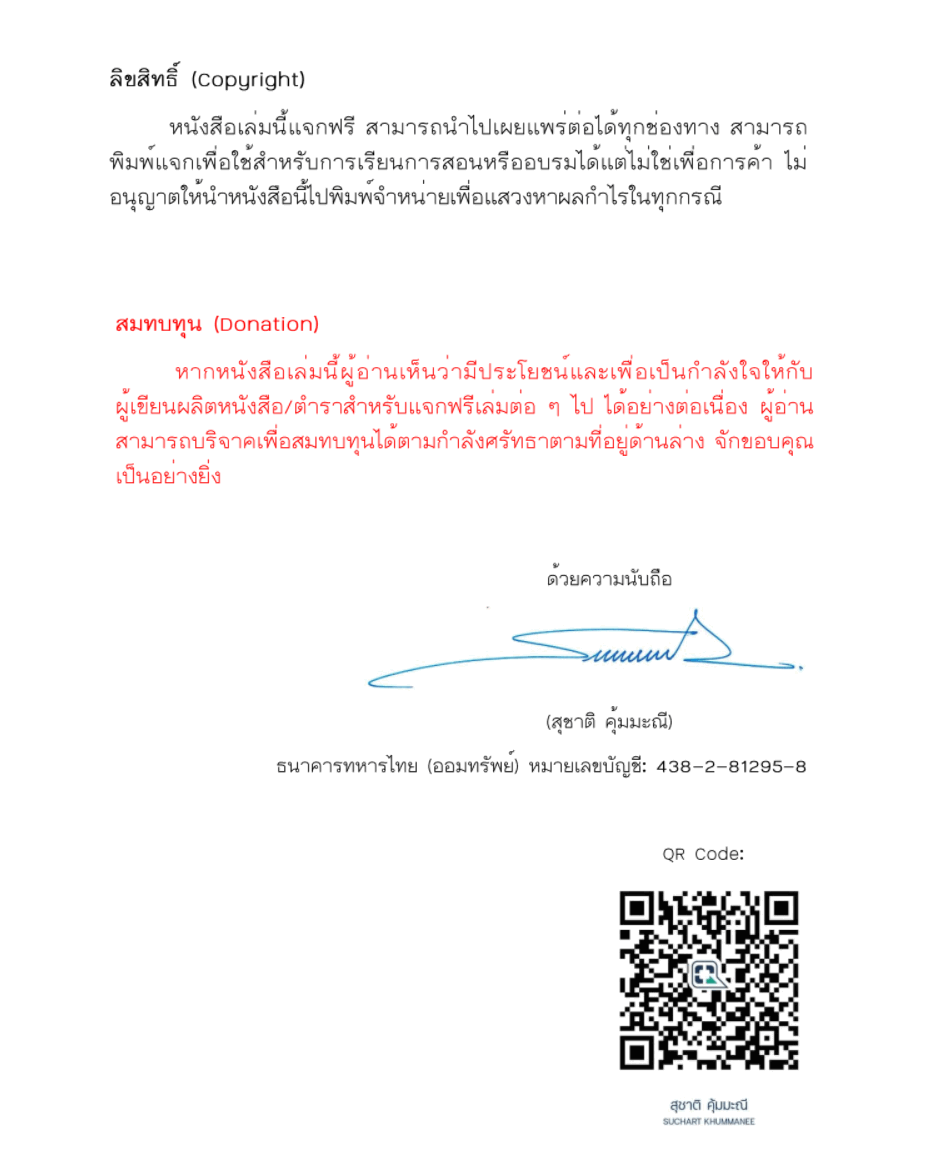 ลิขสิทธิ์ (Copyright)
หนังสือเล่มนี้แจกฟรี สามารถนำไปเผยแพร่ต่อได้ทุกช่องทาง สามารถ
พิมพ์แจกเพื่อใช้สำหรับการเรียนการสอนหรืออบรมได้แต่ไม่ใช่เพื่อการค้า ไม่
อนุญาตให้นำหนังสือนี้ไปพิมพ์จำหน่ายเพื่อแสวงหาผลกำไรในทุกกรณี
สมทบทุน (Donation)
หากหนังสือเล่มนี้ผู้อ่านเห็นว่ามีประโยชน์และเพื่อเป็นกำลังใจให้กับ
ผู้เขียนผลิตหนังสือ/ตำราสำหรับแจกฟรีเล่มต่อ ๆ ไป ได้อย่างต่อเนื่อง ผู้อ่าน
สามารถบริจาคเพื่อสมทบทุนได้ตามกำลังศรัทธาตามที่อยู่ด้านล่าง จักขอบคุณ
เป็นอย่างยิ่ง
ด้วยความนับถือ
(สุชาติ คุ้มมะณี)
ธนาคารทหารไทย (ออมทรัพย์) หมายเลขบัญชี: 438-2-81295-8
QR Code:
สุชาติ คุ้มมะณี
SUCHART KHUMMANEE